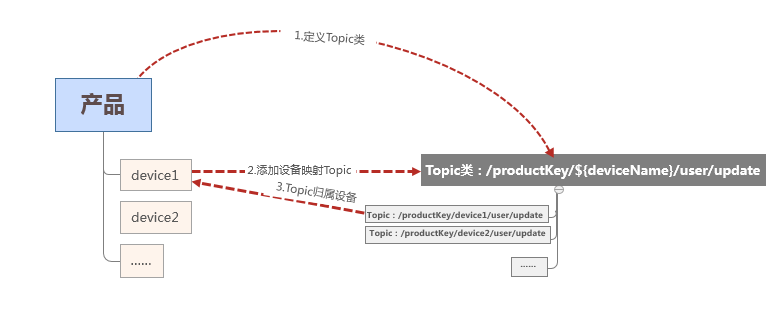 1.定义Topic类
产品
Topic类：/productKey/${deviceName}/user/update
device1
2.添加设备映射Topic
3.Topic归属设备
device2
Topic：/productKey/device1/user/update
Topic：/productKey/device2/user/update
......
......